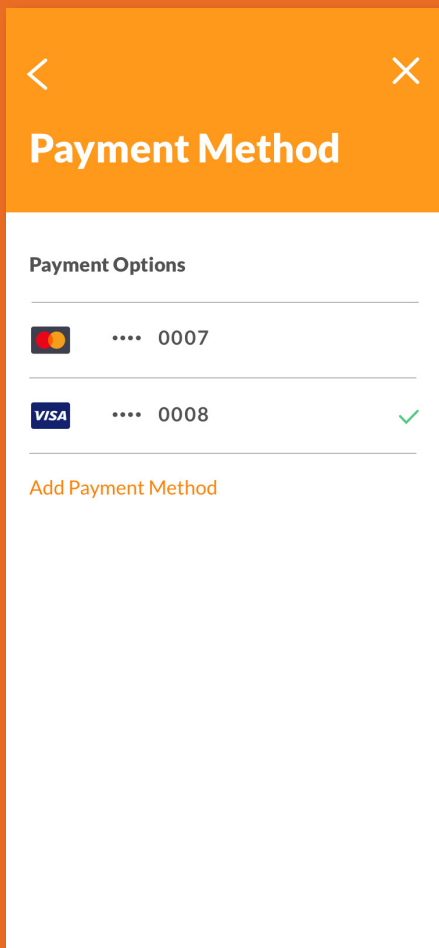 Payment Method
Payment Options
•••• 0007
VISA •••• 0008
Add Payment Method